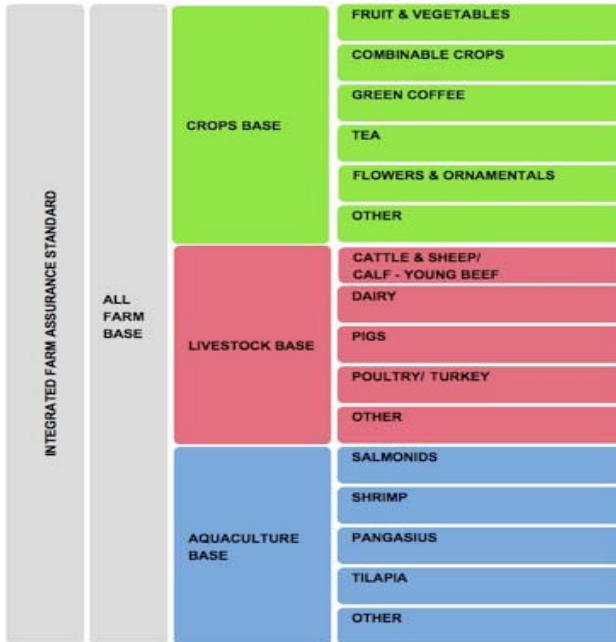 INTEGRATED FARM ASSURANCE STANDARD
ALL
FARM
BASE
CROPS BASE
FRUIT & VEGETABLES
COMBINABLE CROPS
GREEN COFFEE
TEA
FLOWERS & ORNAMENTALS
OTHER
LIVESTOCK BASE
CATTLE & SHEEP/
CALF - YOUNG BEEF
DAIRY
PIGS
POULTRY/ TURKEY
OTHER
AQUACULTURE
BASE
SALMONIDS
SHRIMP
PANGASIUS
TILAPIA
OTHER